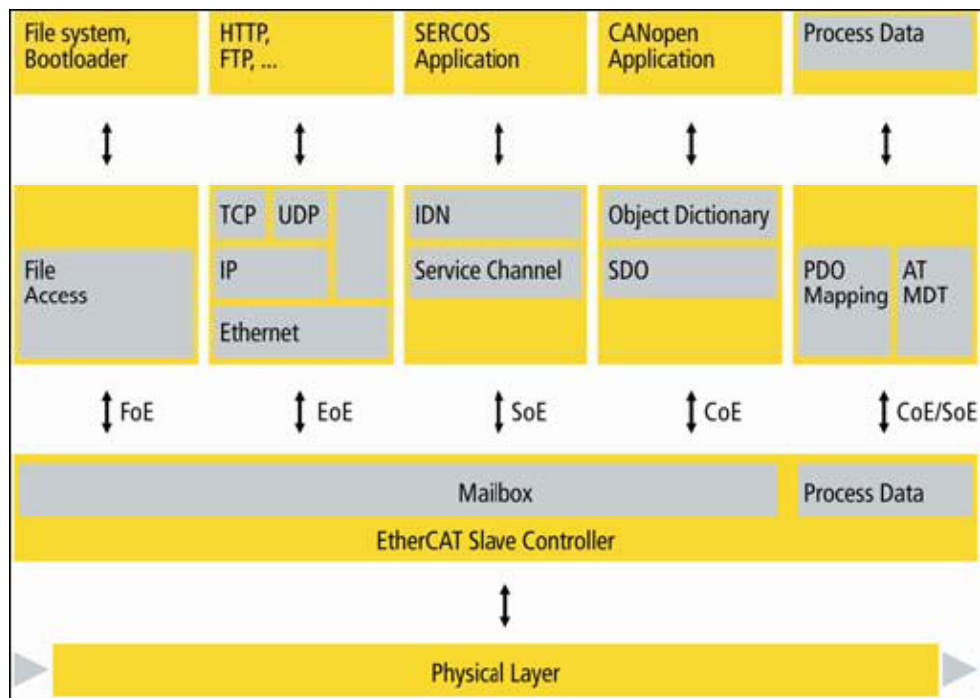 File system,
Bootloader
HTTP,
FTP, ...
SERCOS
Application
CANopen
Application
Process Data
File
Access
TCP
UDP
IP
Ethernet
IDN
Service Channel
Object Dictionary
SDO
PDO
Mapping
AT
MDT
FoE
EoE
SoE
CoE
CoE/SoE
Mailbox
Process Data
EtherCAT Slave Controller
Physical Layer